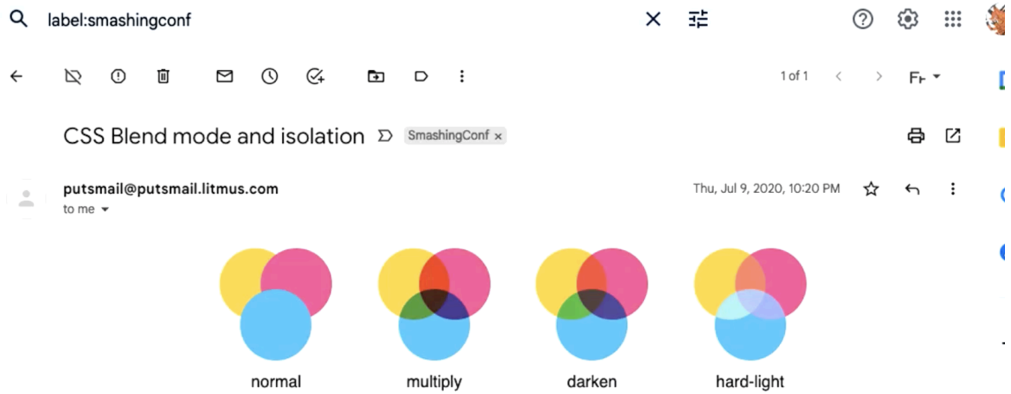 label:smashingconf
1 of 1
CSS Blend mode and isolation SmashingConf ×
putsmail@putsmail.litmus.com Thu, Jul 9, 2020, 10:20 PM
to me
normal multiply darken hard-light